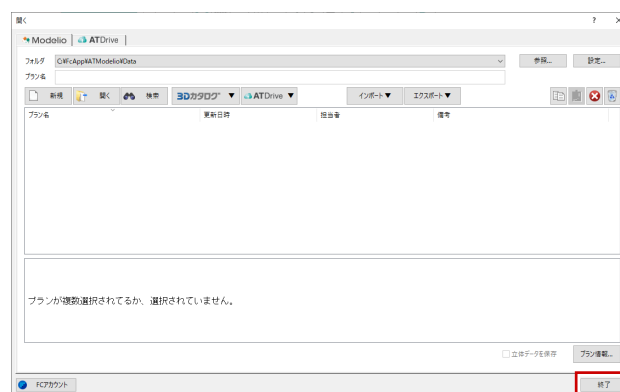 開く ? ×
Modelio ATDrive
フォルダ C:¥FcApp¥ATModelio¥Data 参照... 設定...
プラン名
新規 開く 検索 3Dカタログ ▼ ATDrive ▼ インポート▼ エクスポート▼
プラン名 更新日時 担当者 備考
プランが複数選択されてるか、選択されていません。
立体データを保存 プラン情報...
FCアカウント 終了